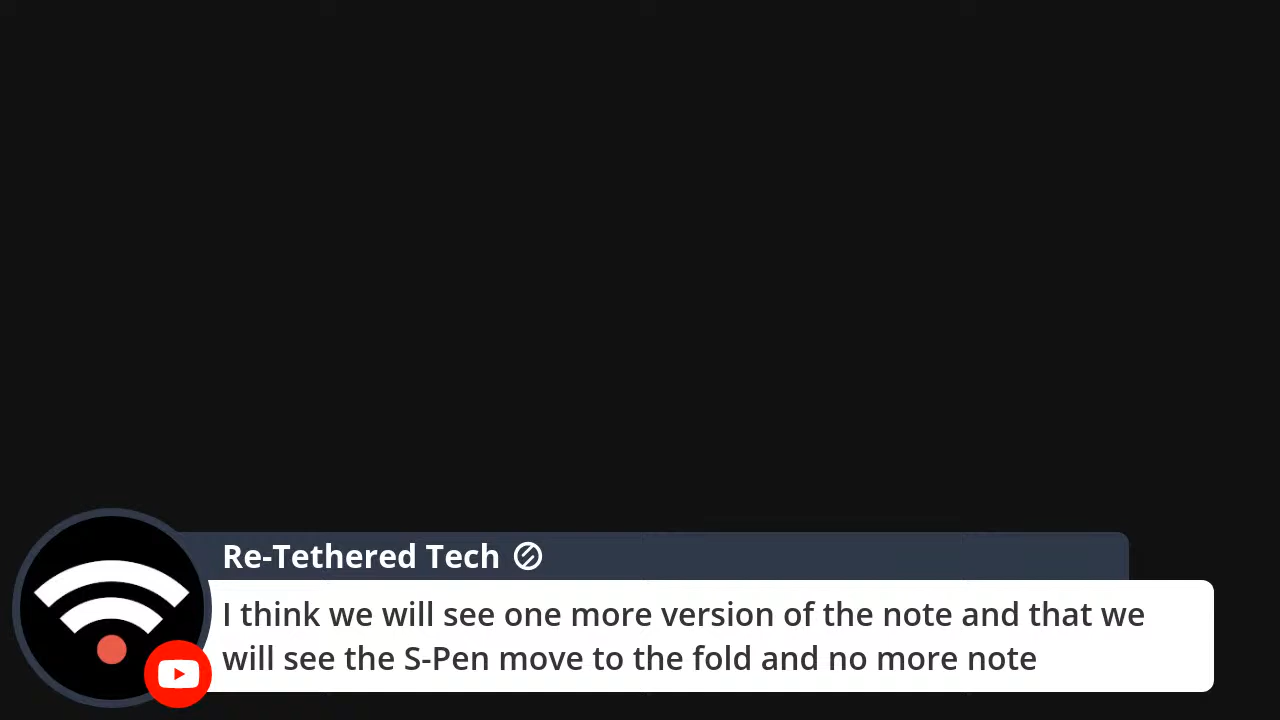 Re-Tethered Tech
I think we will see one more version of the note and that we
will see the S-Pen move to the fold and no more note